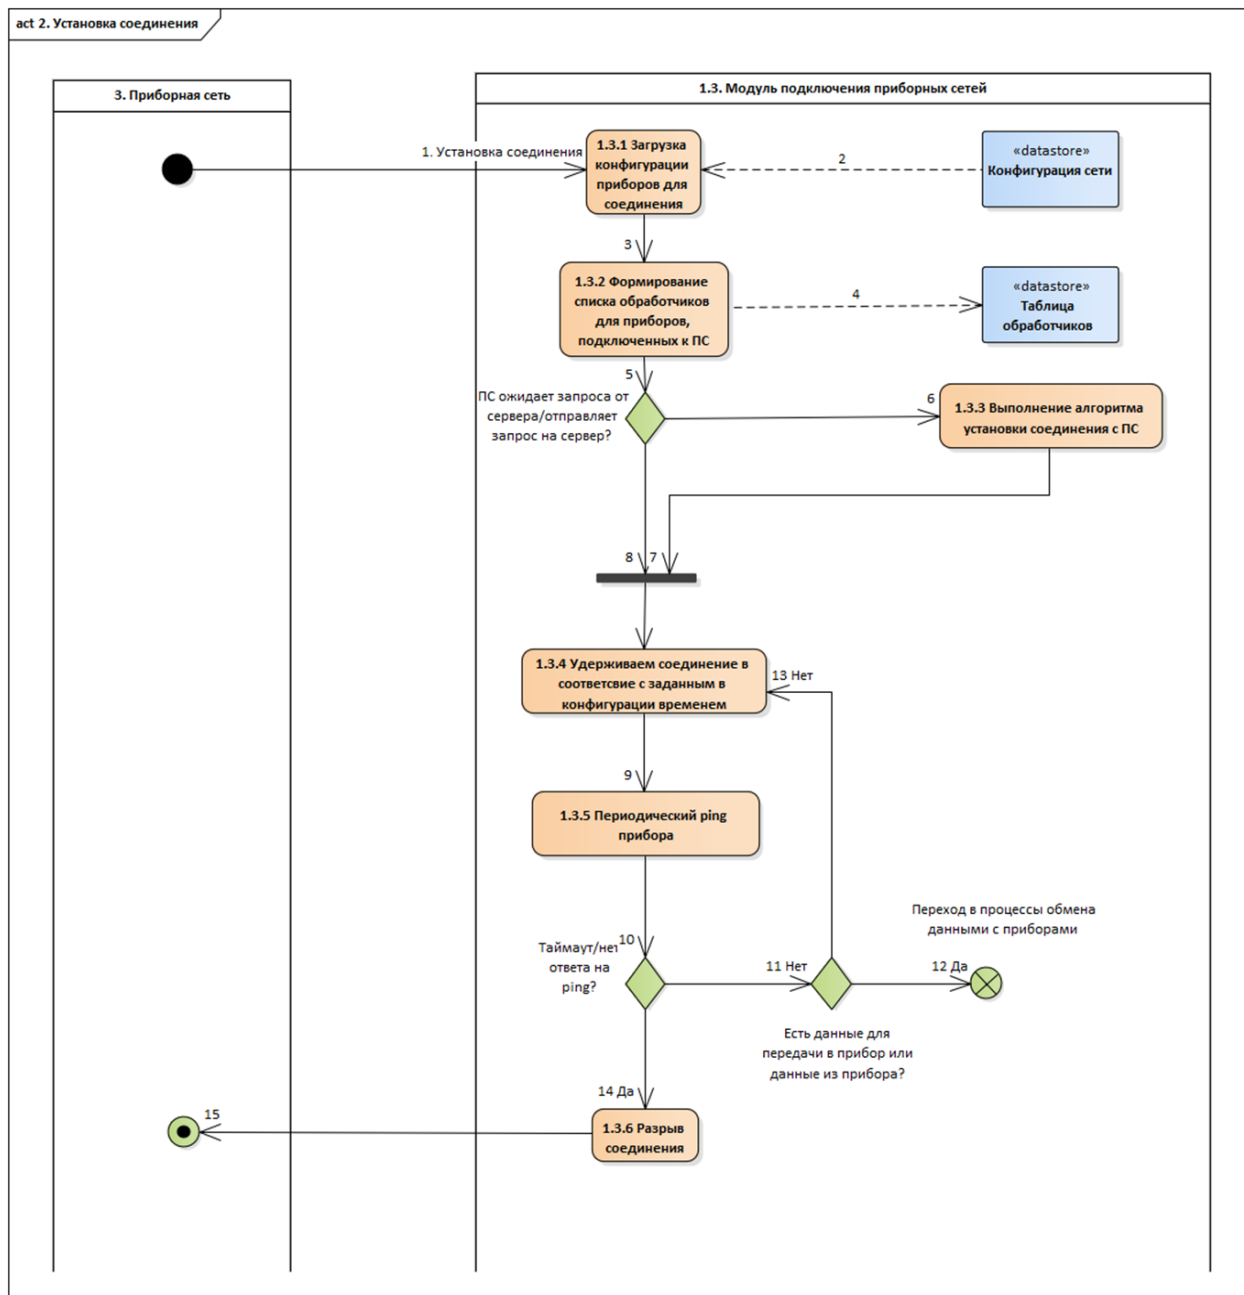 act 2. Установка соединения
3. Приборная сеть
1.3. Модуль подключения приборных сетей
1. Установка соединения
1.3.1 Загрузка
конфигурации
приборов для
соединения
2
«datastore»
Конфигурация сети
3
1.3.2 Формирование
списка обработчиков
для приборов,
подключенных к ПС
4
«datastore»
Таблица
обработчиков
5
ПС ожидает запроса от
сервера/отправляет
запрос на сервер?
6
1.3.3 Выполнение алгоритма
установки соединения с ПС
8
7
1.3.4 Удерживаем соединение в
соответсвие с заданным в
конфигурации временем
13 Нет
9
1.3.5 Периодический ping
прибора
10
Таймаут/нет
ответа на
ping?
11 Нет
Переход в процессы обмена
данными с приборами
12 Да
Есть данные для
передачи в прибор или
данные из прибора?
14 Да
1.3.6 Разрыв
соединения
15